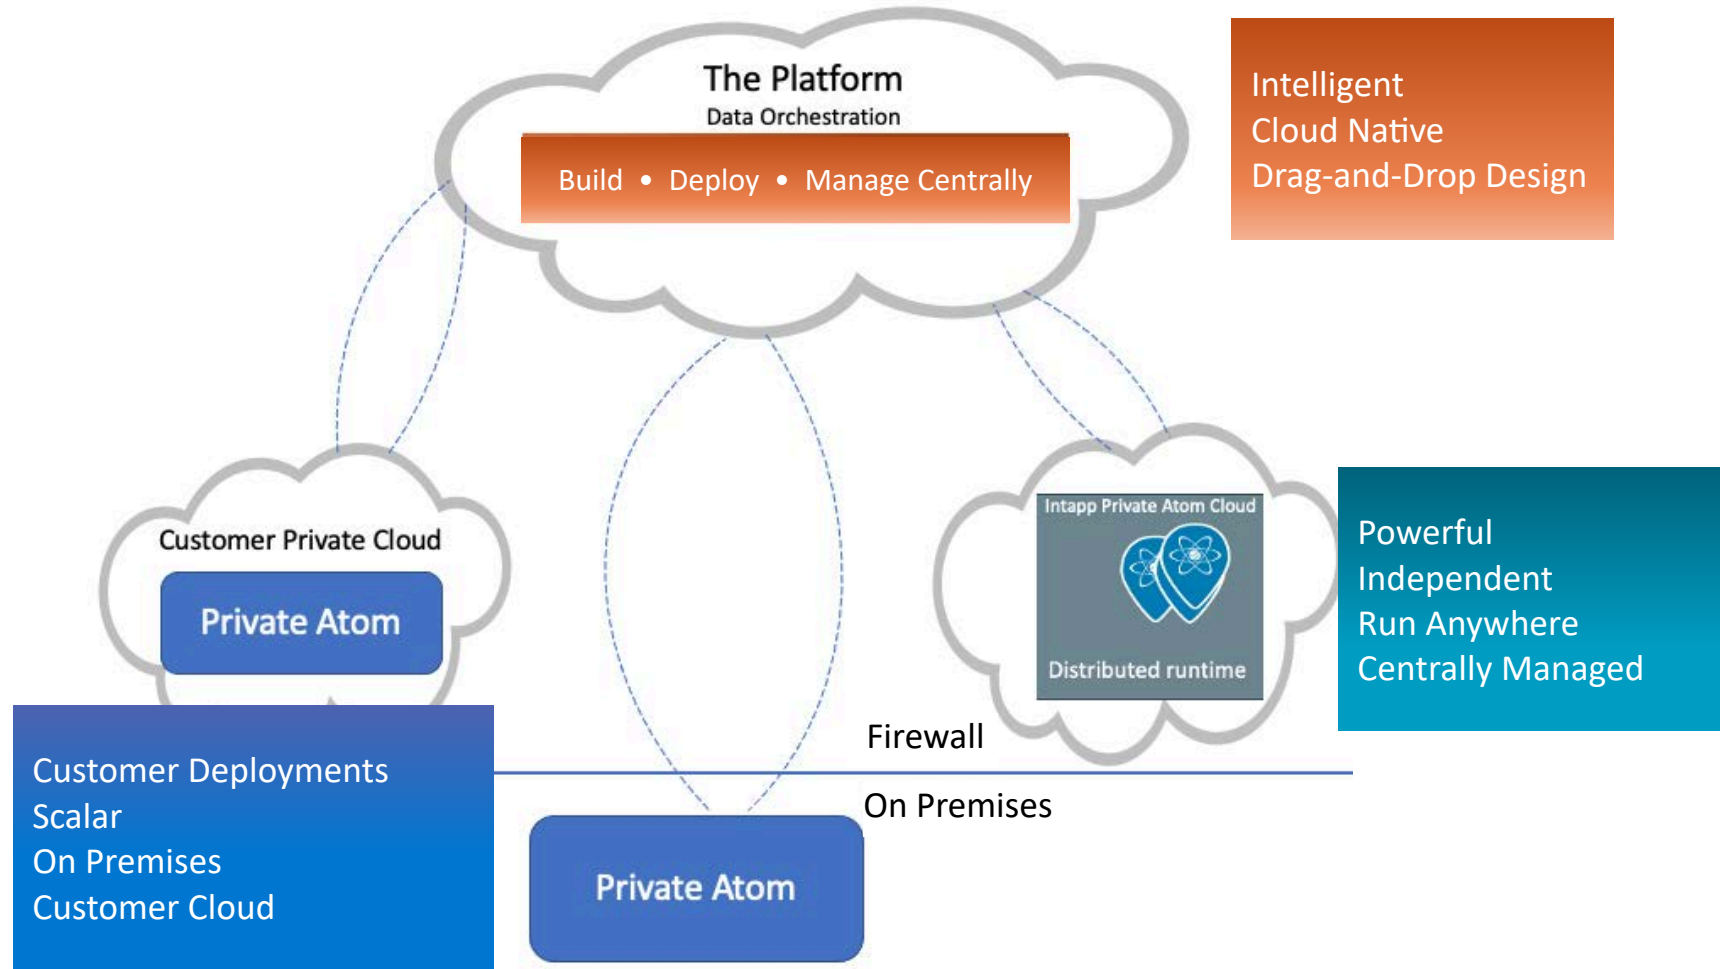 The Platform
Data Orchestration
Build • Deploy • Manage Centrally
Intelligent
Cloud Native
Drag-and-Drop Design
Customer Private Cloud
Private Atom
Intapp Private Atom Cloud
Distributed runtime
Powerful
Independent
Run Anywhere
Centrally Managed
Firewall
On Premises
Customer Deployments
Scalar
On Premises
Customer Cloud
Private Atom